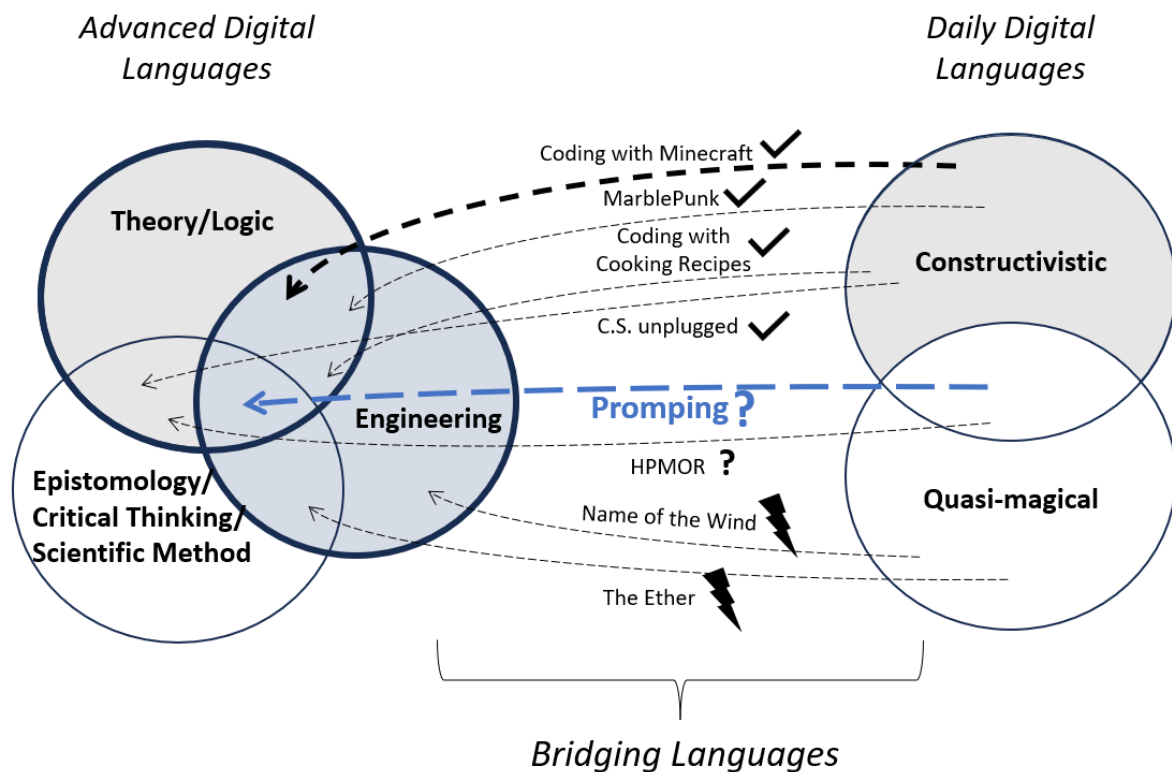 Advanced Digital
Languages
Daily Digital
Languages
Coding with Minecraft
MarblePunk
Theory/Logic
Coding with
Cooking Recipes
Constructivistic
C.S. unplugged
Promping ?
Engineering
HPMOR ?
Epistomology/
Critical Thinking/
Scientific Method
Quasi-magical
Name of the Wind
The Ether
Bridging Languages